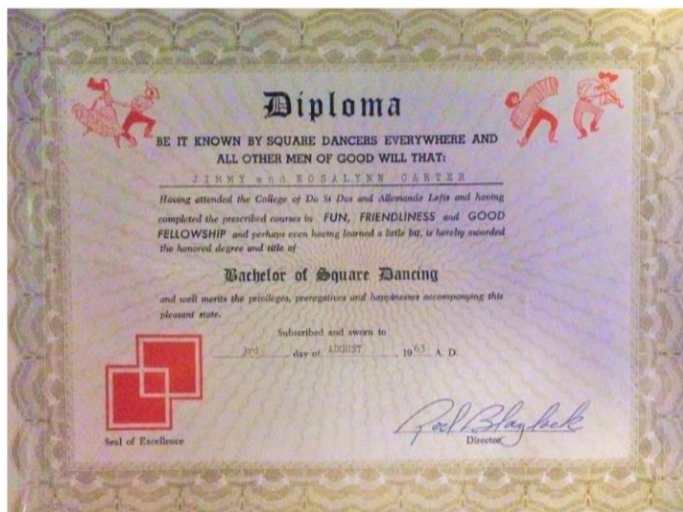 Diploma
BE IT KNOWN BY SQUARE DANCERS EVERYWHERE AND
ALL OTHER MEN OF GOOD WILL THAT:
JIMMY and ROSALYNN CARTER
Having attended the College of Do Si Dos and Allemande Lefts and having
completed the prescribed courses in FUN, FRIENDLINESS and GOOD
FELLOWSHIP and perhaps even having learned a little bit, is hereby awarded
the honored degree and title of
Bachelor of Square Dancing
and well merits the privileges, prerogatives and happinesses accompanying this
pleasant state.
Subscribed and sworn to
3rd day of AUGUST, 1963 A. D.
Blaylock
Seal of Excellence
Director